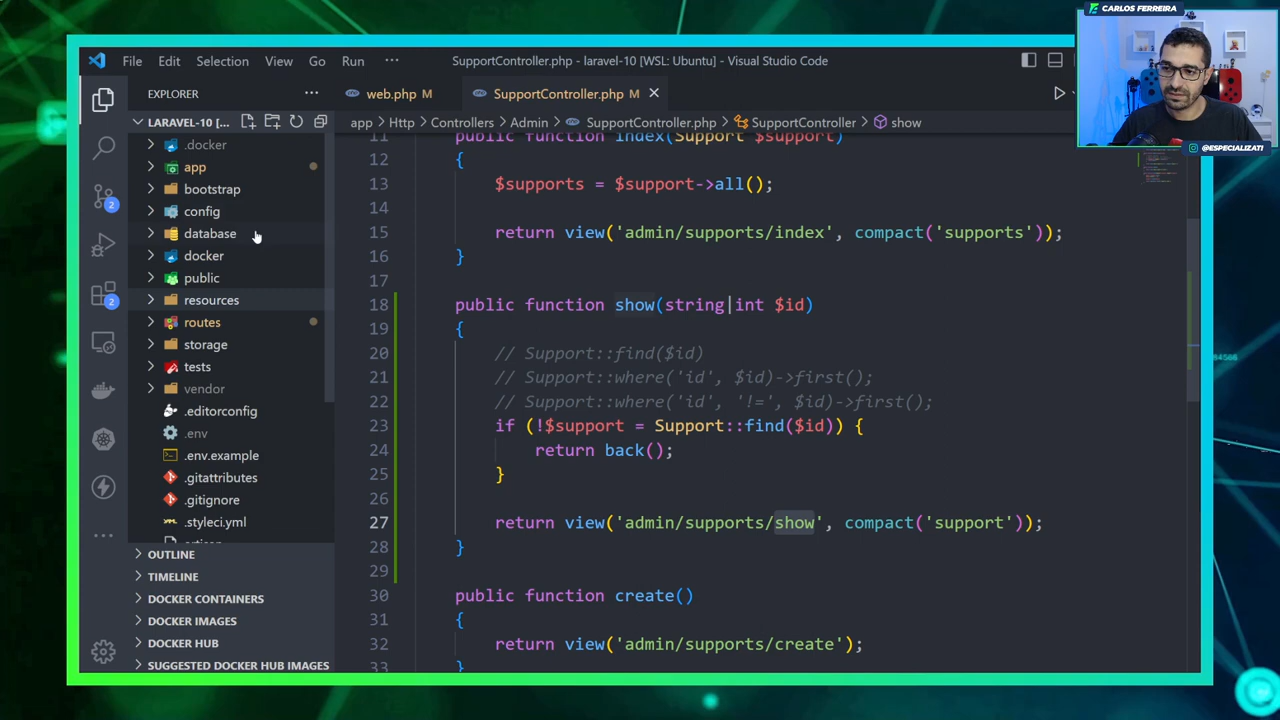 CARLOS FERREIRA
@ESPECIALIZATI
File Edit Selection View Go Run ... SupportController.php - laravel-10 [WSL: Ubuntu] - Visual Studio Code
EXPLORER ...
web.php M
SupportController.php M
LARAVEL-10 [...
app > Http > Controllers > Admin > SupportController.php > SupportController > show
.docker
app
bootstrap
config
database
docker
public
resources
routes
storage
tests
vendor
.editorconfig
.env
.env.example
.gitattributes
.gitignore
.styleci.yml
OUTLINE
TIMELINE
DOCKER CONTAINERS
DOCKER IMAGES
DOCKER HUB
SUGGESTED DOCKER HUB IMAGES
2
2
11 public function index(Support $support)
12 {
13 $supports = $support->all();
14
15 return view('admin/supports/index', compact('supports'));
16 }
17
18 public function show(string|int $id)
19 {
20 // Support::find($id)
21 // Support::where('id', $id)->first();
22 // Support::where('id', '!=', $id)->first();
23 if (!$support = Support::find($id)) {
24 return back();
25 }
26
27 return view('admin/supports/show', compact('support'));
28 }
29
30 public function create()
31 {
32 return view('admin/supports/create');
33 }